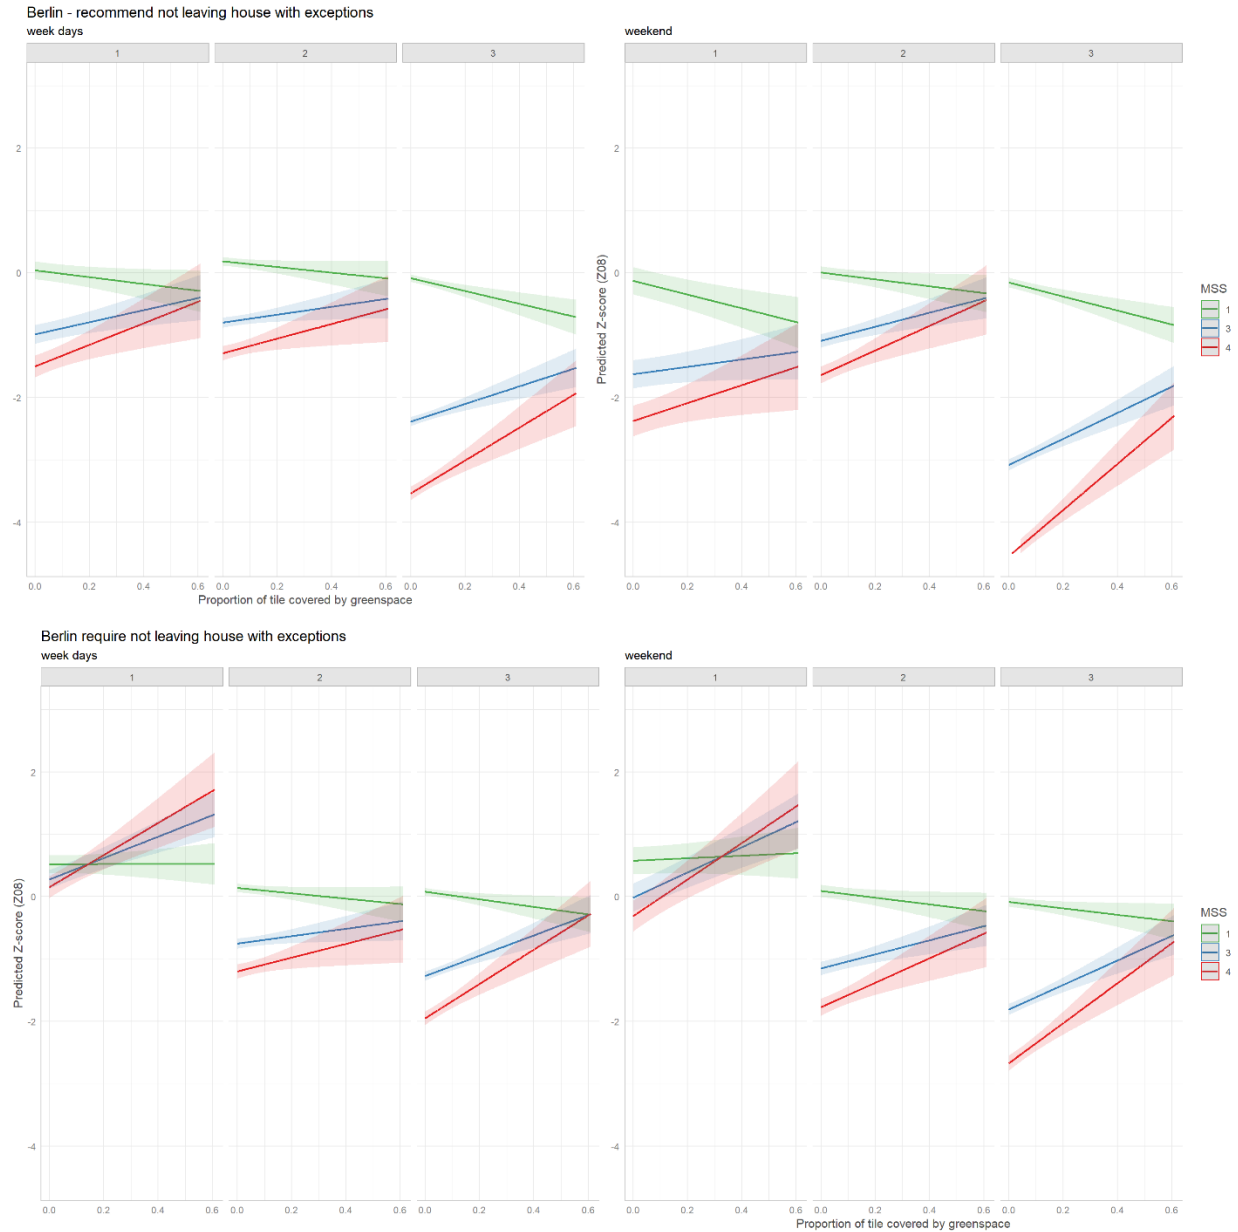 Berlin - recommend not leaving house with exceptions
week days
weekend
1 2 3 1 2 3
2 2
0 0
-2 -2
-4 -4
Predicted Z-score (Z08)
0.0 0.2 0.4 0.6 0.0 0.2 0.4 0.6 0.0 0.2 0.4 0.6 0.0 0.2 0.4 0.6 0.0 0.2 0.4 0.6 0.0 0.2 0.4 0.6
Proportion of tile covered by greenspace
MSS
1
3
4
Berlin require not leaving house with exceptions
week days
weekend
1 2 3 1 2 3
Predicted Z-score (Z08)
2 2
0 0
-2 -2
-4 -4
0.0 0.2 0.4 0.6 0.0 0.2 0.4 0.6 0.0 0.2 0.4 0.6 0.0 0.2 0.4 0.6 0.0 0.2 0.4 0.6 0.0 0.2 0.4 0.6
Proportion of tile covered by greenspace
MSS
1
3
4